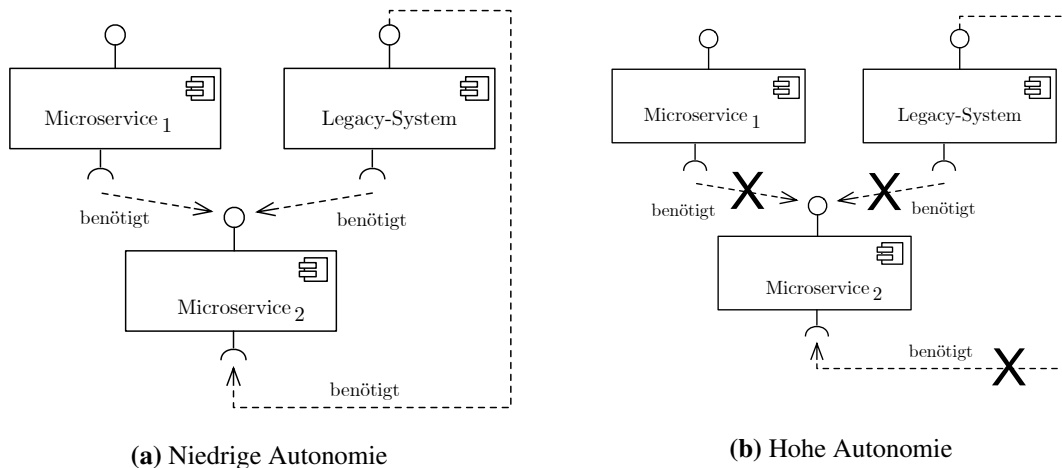 Microservice 1
Legacy-System
benötigt
benötigt
Microservice 2
benötigt
(a) Niedrige Autonomie
Microservice 1
Legacy-System
X
X
benötigt
benötigt
Microservice 2
benötigt
X
(b) Hohe Autonomie